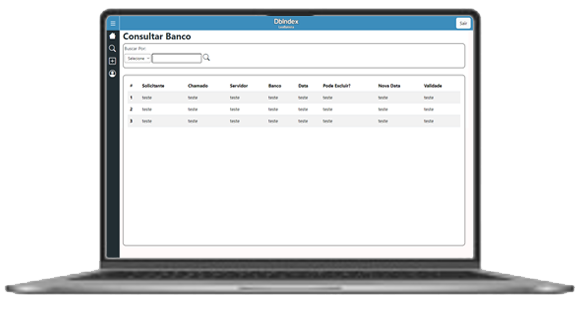 DbIndex
Sair
Consultar Banco
Buscar Por:
Selecione
# Solicitante Chamado Servidor Banco Data Pode Excluir? Nova Data Validade
1 teste teste teste teste teste teste teste teste
2 teste teste teste teste teste teste teste teste
3 teste teste teste teste teste teste teste teste